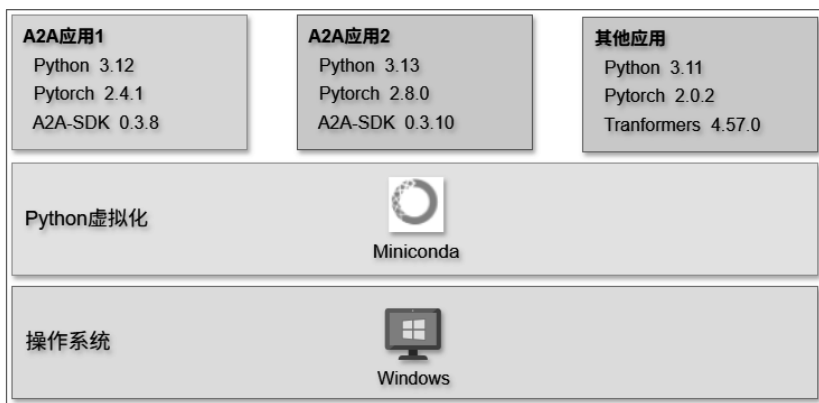 A2A应用1
Python 3.12
Pytorch 2.4.1
A2A-SDK 0.3.8
A2A应用2
Python 3.13
Pytorch 2.8.0
A2A-SDK 0.3.10
其他应用
Python 3.11
Pytorch 2.0.2
Tranformers 4.57.0
Python虚拟化
Miniconda
操作系统
Windows